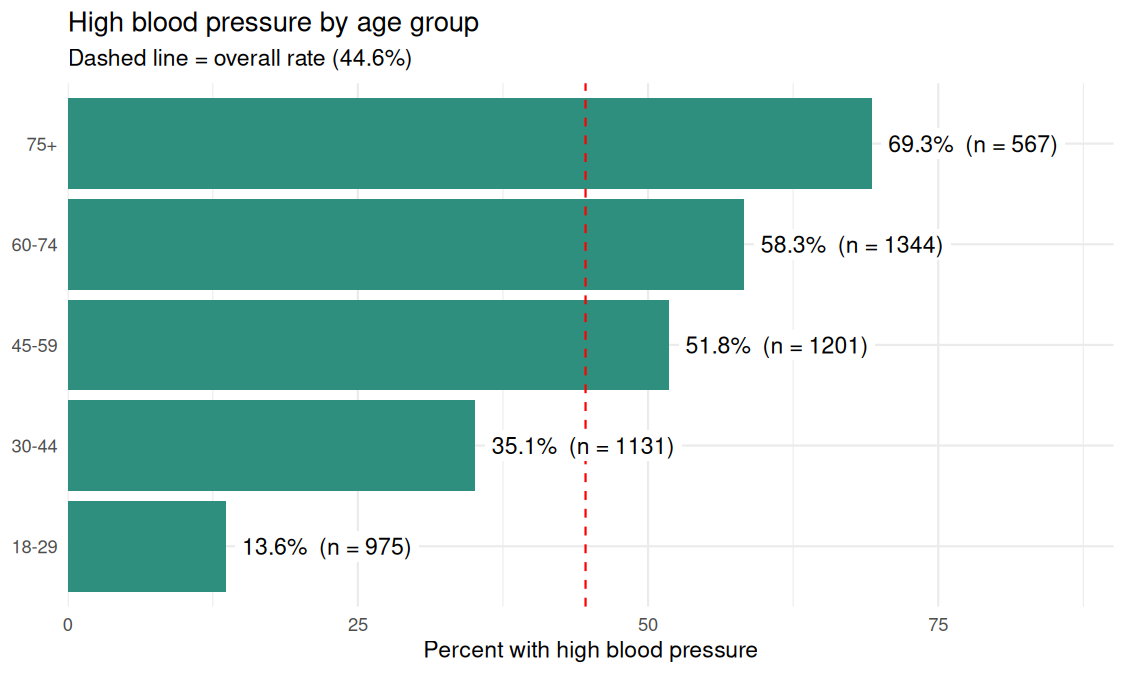 High blood pressure by age group
Dashed line = overall rate (44.6%)
75+
69.3%  (n = 567)
60-74
58.3%  (n = 1344)
45-59
51.8%  (n = 1201)
30-44
35.1%  (n = 1131)
18-29
13.6%  (n = 975)
0 25 50 75
Percent with high blood pressure